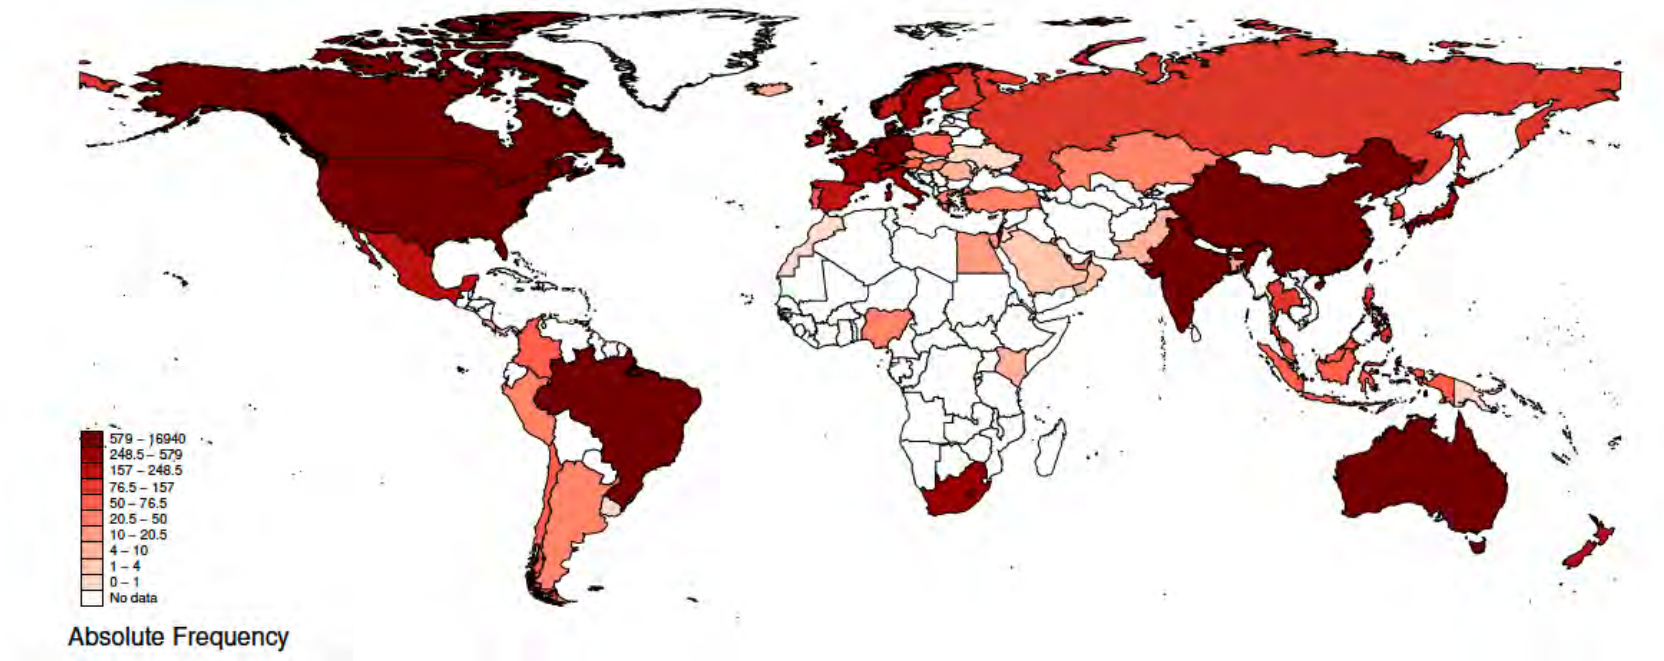 579 – 16940
248.5 – 579
157 – 248.5
76.5 – 157
50 – 76.5
20.5 – 50
10 – 20.5
4 – 10
1 – 4
0 – 1
No data
Absolute Frequency